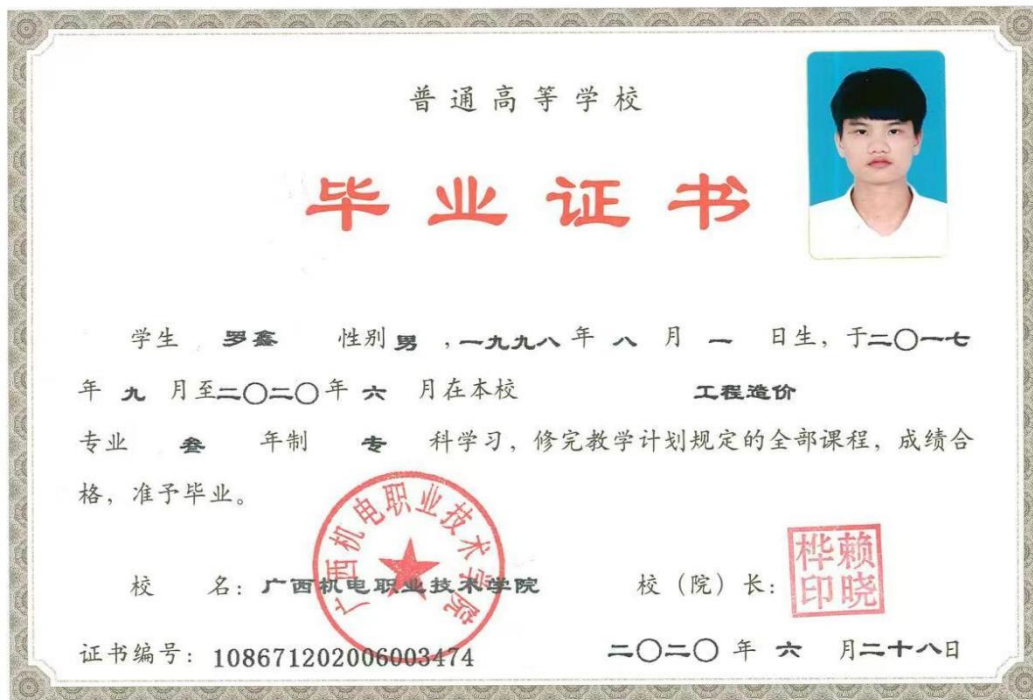 普通高等学校
毕业证书
学生 罗鑫 性别男，一九九八年 八 月 一 日生，于二〇一七
年 九 月至二〇二〇年 六 月在本校 工程造价
专业 叁 年制 专 科学习，修完教学计划规定的全部课程，成绩合
格，准予毕业。
广西机电职业技术学院
校 名：广西机电职业技术学院 校（院）长：
赖晓桦印
证书编号：108671202006003474 二〇二〇 年 六 月二十八日